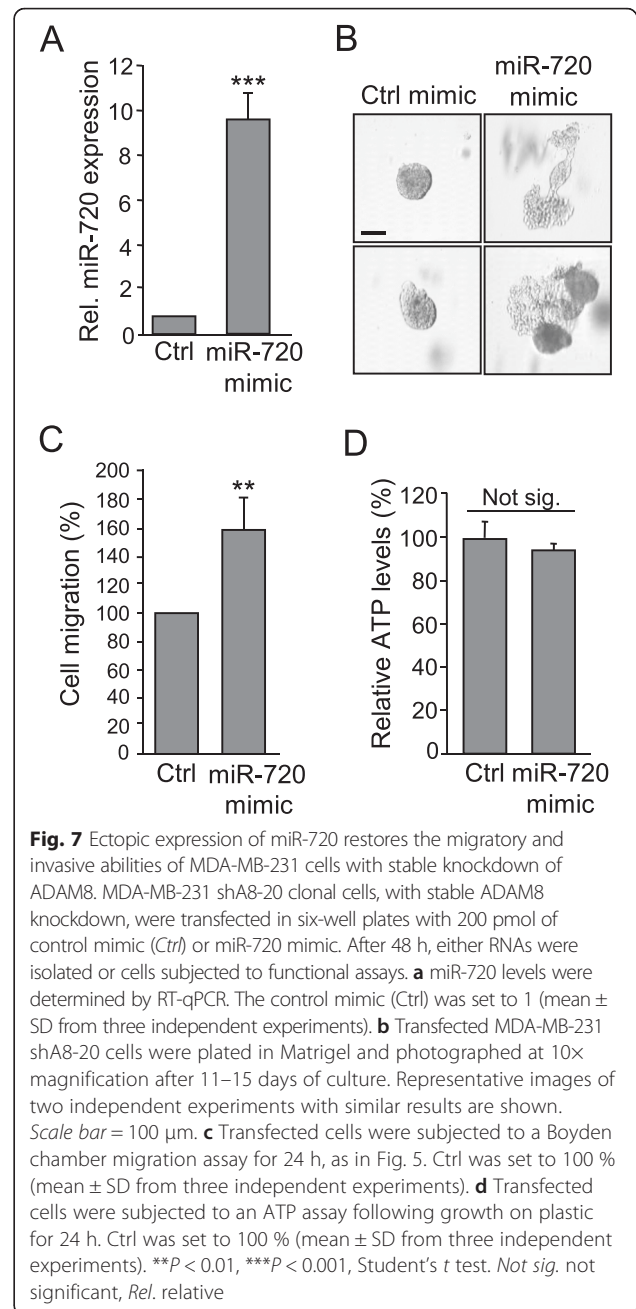 A
Rel. miR-720 expression
12
10
8
6
4
2
0
***
Ctrl miR-720
mimic
B
Ctrl mimic
miR-720
mimic
C
Cell migration (%)
200
180
160
140
120
100
80
60
40
20
0
**
Ctrl miR-720
mimic
D
Relative ATP levels (%)
120
100
80
60
40
20
0
Not sig.
Ctrl miR-720
mimic
Fig. 7 Ectopic expression of miR-720 restores the migratory and
invasive abilities of MDA-MB-231 cells with stable knockdown of
ADAM8. MDA-MB-231 shA8-20 clonal cells, with stable ADAM8
knockdown, were transfected in six-well plates with 200 pmol of
control mimic (Ctrl) or miR-720 mimic. After 48 h, either RNAs were
isolated or cells subjected to functional assays. a miR-720 levels were
determined by RT-qPCR. The control mimic (Ctrl) was set to 1 (mean ±
SD from three independent experiments). b Transfected MDA-MB-231
shA8-20 cells were plated in Matrigel and photographed at 10×
magnification after 11–15 days of culture. Representative images of
two independent experiments with similar results are shown.
Scale bar = 100 μm. c Transfected cells were subjected to a Boyden
chamber migration assay for 24 h, as in Fig. 5. Ctrl was set to 100 %
(mean ± SD from three independent experiments). d Transfected
cells were subjected to an ATP assay following growth on plastic
for 24 h. Ctrl was set to 100 % (mean ± SD from three independent
experiments). **P < 0.01, ***P < 0.001, Student's t test. Not sig. not
significant, Rel. relative